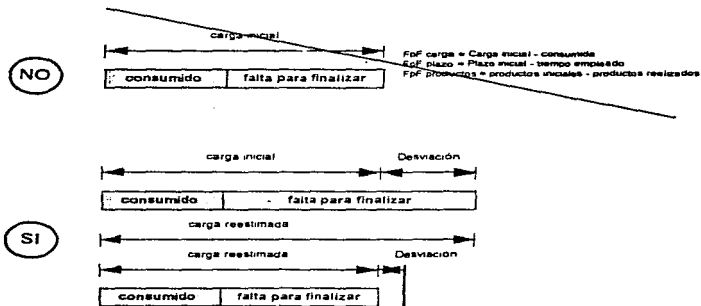 carga inicial
FpF carga = Carga inicial - consumida
FpF plazo = Plazo inicial - tiempo empleado
FpF productos = productos iniciales - productos realizados
NO
consumido falta para finalizar
carga inicial Desviación
consumido falta para finalizar
SI
carga reestimada
carga reestimada Desviación
consumido falta para finalizar